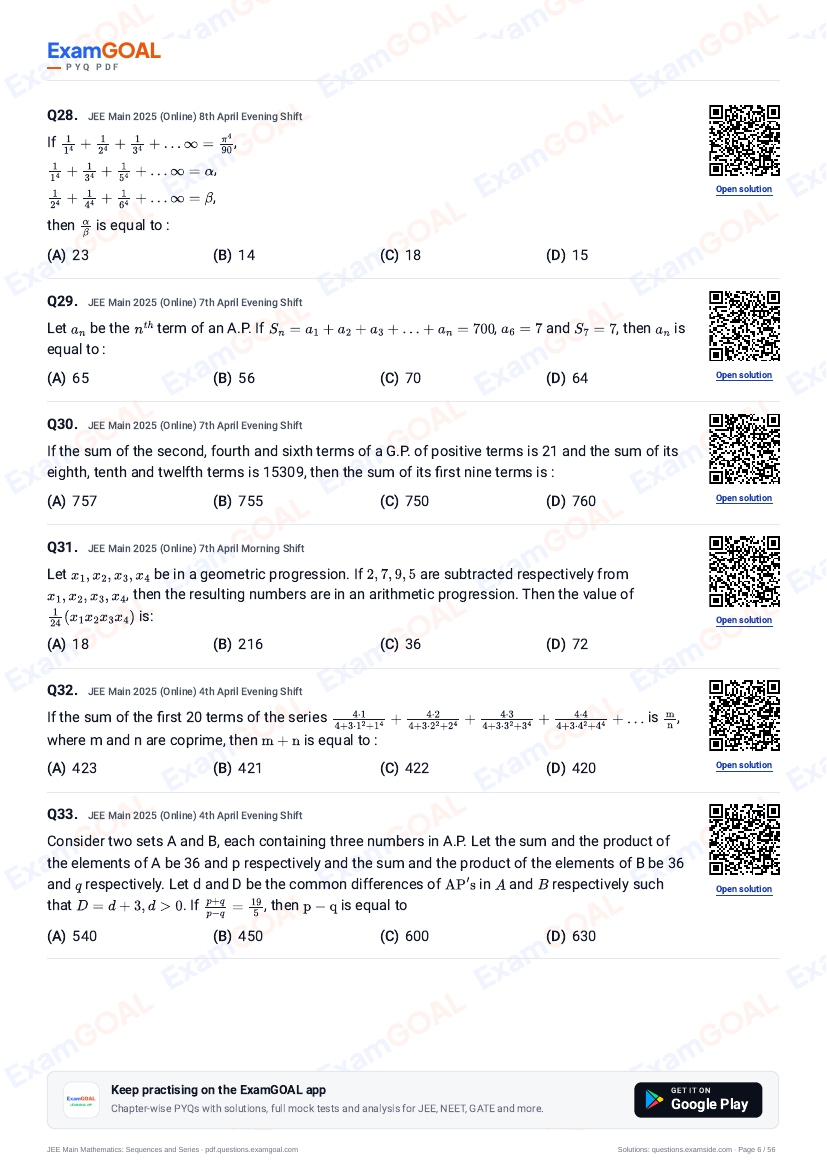 ExamGOAL
PYQ PDF
Q28. JEE Main 2025 (Online) 8th April Evening Shift
If 1/1⁴ + 1/2⁴ + 1/3⁴ + … ∞ = π⁴/90,
1/1⁴ + 1/3⁴ + 1/5⁴ + … ∞ = α,
1/2⁴ + 1/4⁴ + 1/6⁴ + … ∞ = β,
then α/β is equal to :
(A) 23 (B) 14 (C) 18 (D) 15
Open solution
Q29. JEE Main 2025 (Online) 7th April Evening Shift
Let aₙ be the nᵗʰ term of an A.P. If Sₙ = a₁ + a₂ + a₃ + … + aₙ = 700, a₆ = 7 and S₇ = 7, then aₙ is
equal to :
(A) 65 (B) 56 (C) 70 (D) 64
Open solution
Q30. JEE Main 2025 (Online) 7th April Evening Shift
If the sum of the second, fourth and sixth terms of a G.P. of positive terms is 21 and the sum of its
eighth, tenth and twelfth terms is 15309, then the sum of its first nine terms is :
(A) 757 (B) 755 (C) 750 (D) 760
Open solution
Q31. JEE Main 2025 (Online) 7th April Morning Shift
Let x₁, x₂, x₃, x₄ be in a geometric progression. If 2, 7, 9, 5 are subtracted respectively from
x₁, x₂, x₃, x₄, then the resulting numbers are in an arithmetic progression. Then the value of
1/24 (x₁x₂x₃x₄) is:
(A) 18 (B) 216 (C) 36 (D) 72
Open solution
Q32. JEE Main 2025 (Online) 4th April Evening Shift
If the sum of the first 20 terms of the series 4·1/(4+3·1²+1⁴) + 4·2/(4+3·2²+2⁴) + 4·3/(4+3·3²+3⁴) + 4·4/(4+3·4²+4⁴) + … is m/n,
where m and n are coprime, then m + n is equal to :
(A) 423 (B) 421 (C) 422 (D) 420
Open solution
Q33. JEE Main 2025 (Online) 4th April Evening Shift
Consider two sets A and B, each containing three numbers in A.P. Let the sum and the product of
the elements of A be 36 and p respectively and the sum and the product of the elements of B be 36
and q respectively. Let d and D be the common differences of AP's in A and B respectively such
that D = d + 3, d > 0. If (p+q)/(p−q) = 19/5, then p − q is equal to
(A) 540 (B) 450 (C) 600 (D) 630
Open solution
Keep practising on the ExamGOAL app
Chapter-wise PYQs with solutions, full mock tests and analysis for JEE, NEET, GATE and more.
GET IT ON
Google Play
JEE Main Mathematics: Sequences and Series · pdf.questions.examgoal.com
Solutions: questions.examside.com · Page 6 / 56